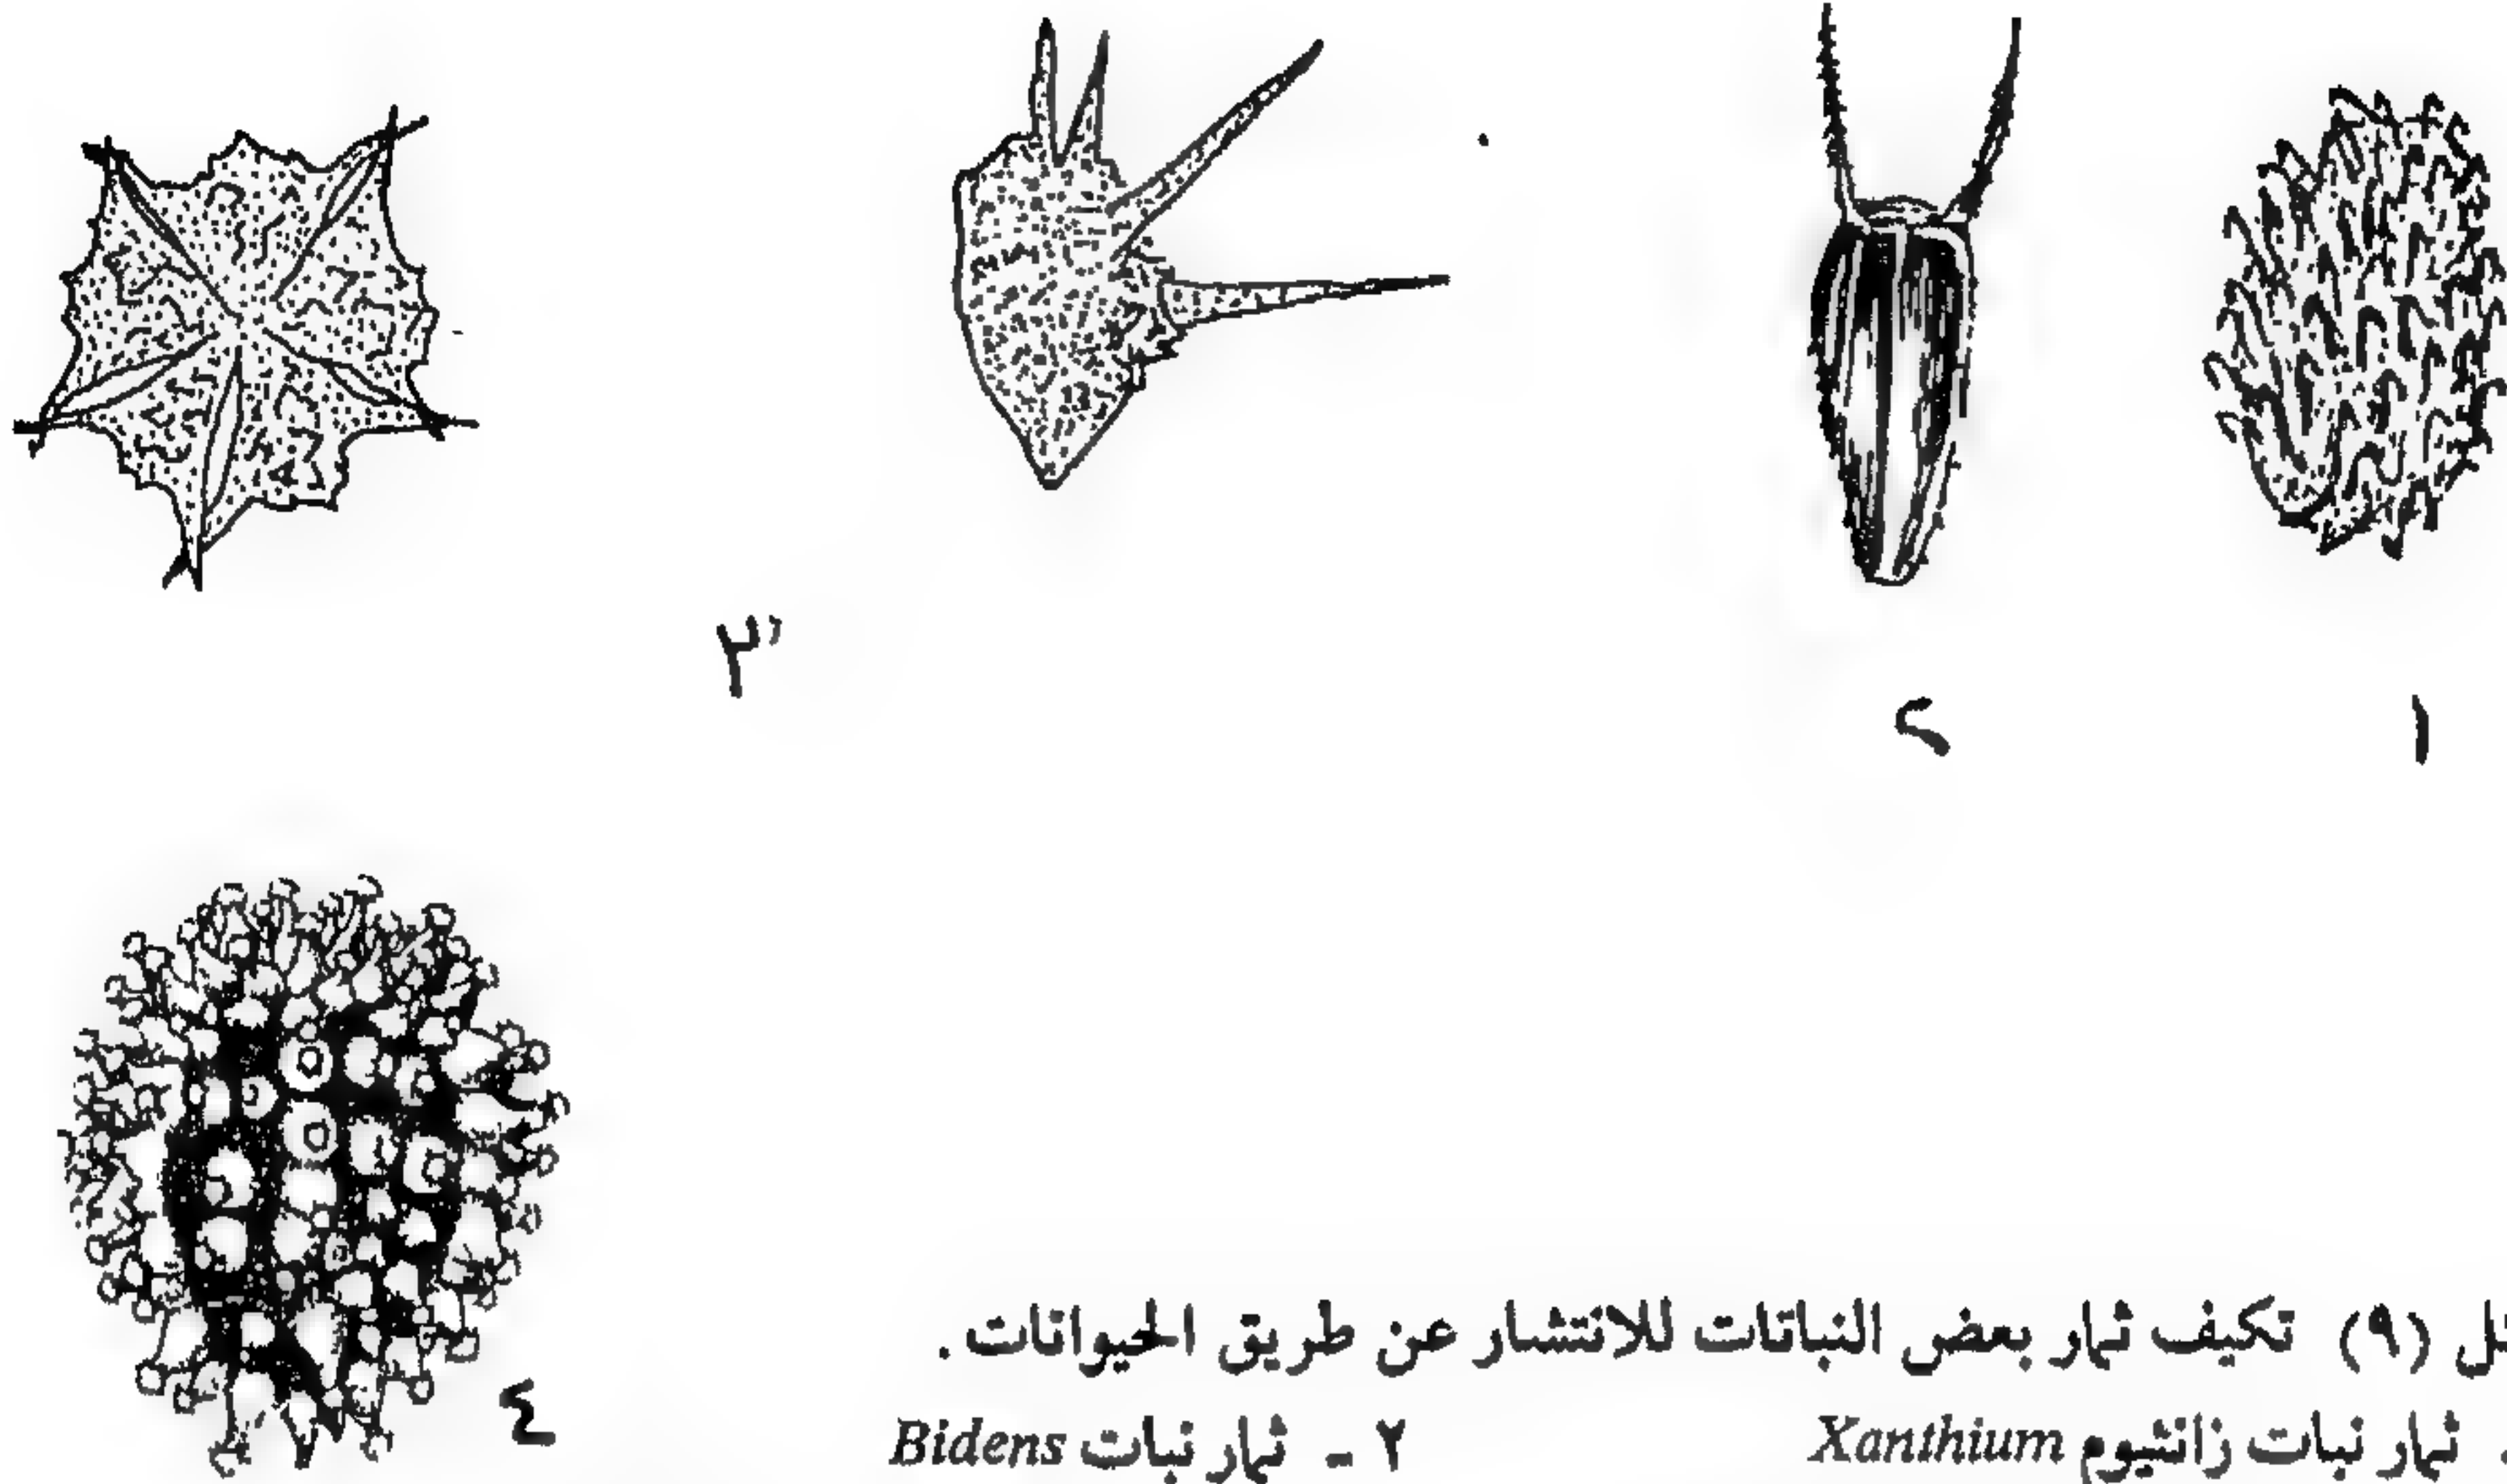 ٣
٢
١
٤
(٩) تكيف ثمار بعض النباتات للانتشار عن طريق الحيوانات.
ثمار نبات زانثيوم Xanthium
٢ - ثمار نبات Bidens